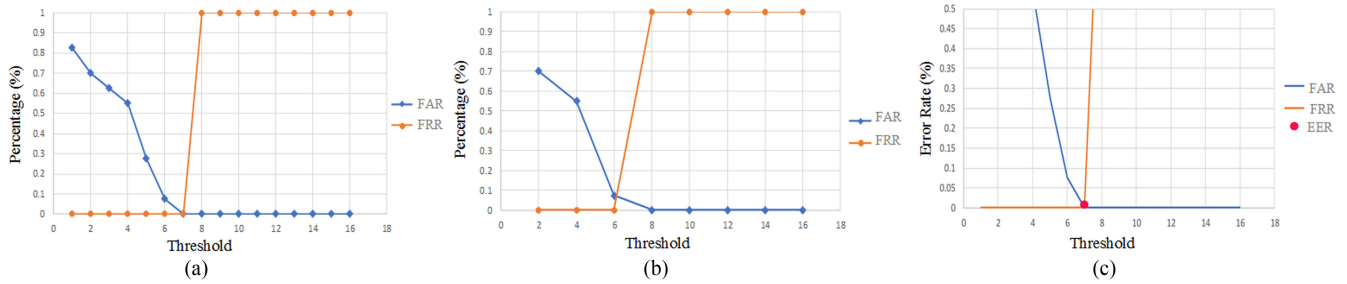 Percentage (%)
1
0.9
0.8
0.7
0.6
0.5
0.4
0.3
0.2
0.1
0
0 2 4 6 8 10 12 14 16 18
Threshold
FAR
FRR
(a)
Percentage (%)
1
0.9
0.8
0.7
0.6
0.5
0.4
0.3
0.2
0.1
0
0 2 4 6 8 10 12 14 16 18
Threshold
FAR
FRR
(b)
Error Rate (%)
0.5
0.45
0.4
0.35
0.3
0.25
0.2
0.15
0.1
0.05
0
0 2 4 6 8 10 12 14 16 18
Threshold
FAR
FRR
EER
(c)